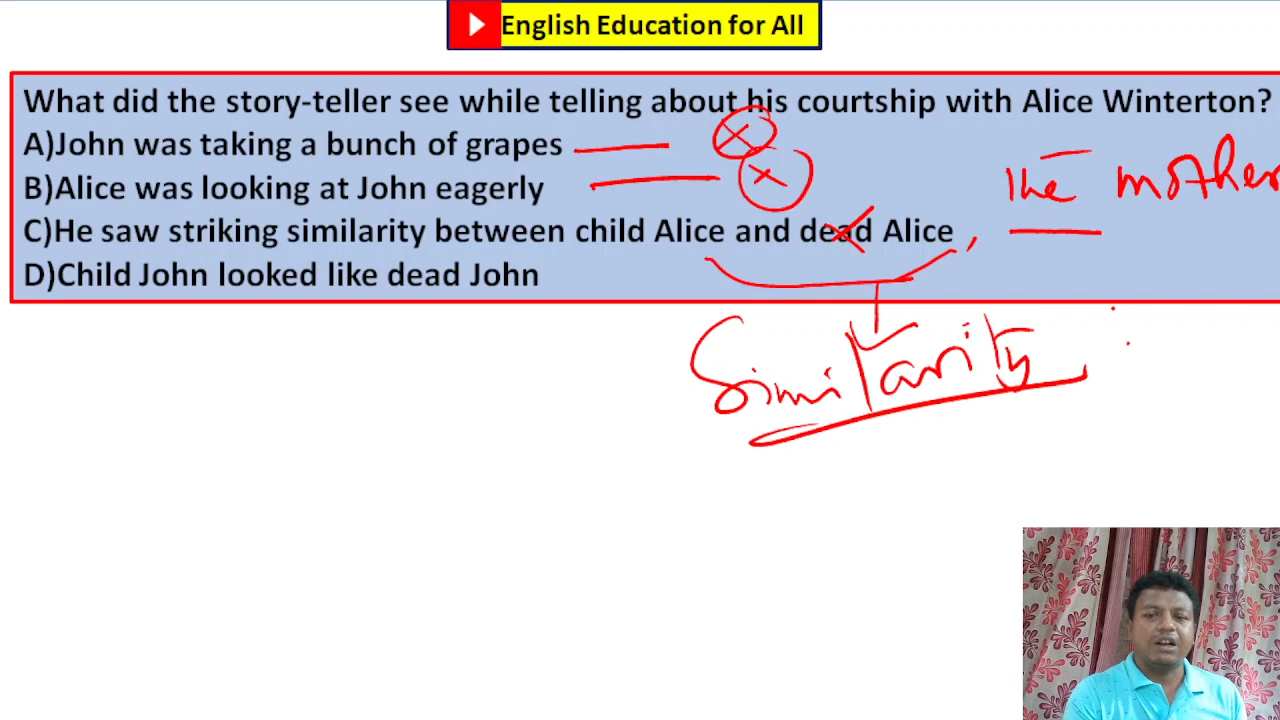 English Education for All
What did the story-teller see while telling about his courtship with Alice Winterton?
A)John was taking a bunch of grapes
B)Alice was looking at John eagerly
the mother
C)He saw striking similarity between child Alice and dead Alice
D)Child John looked like dead John
Similarity